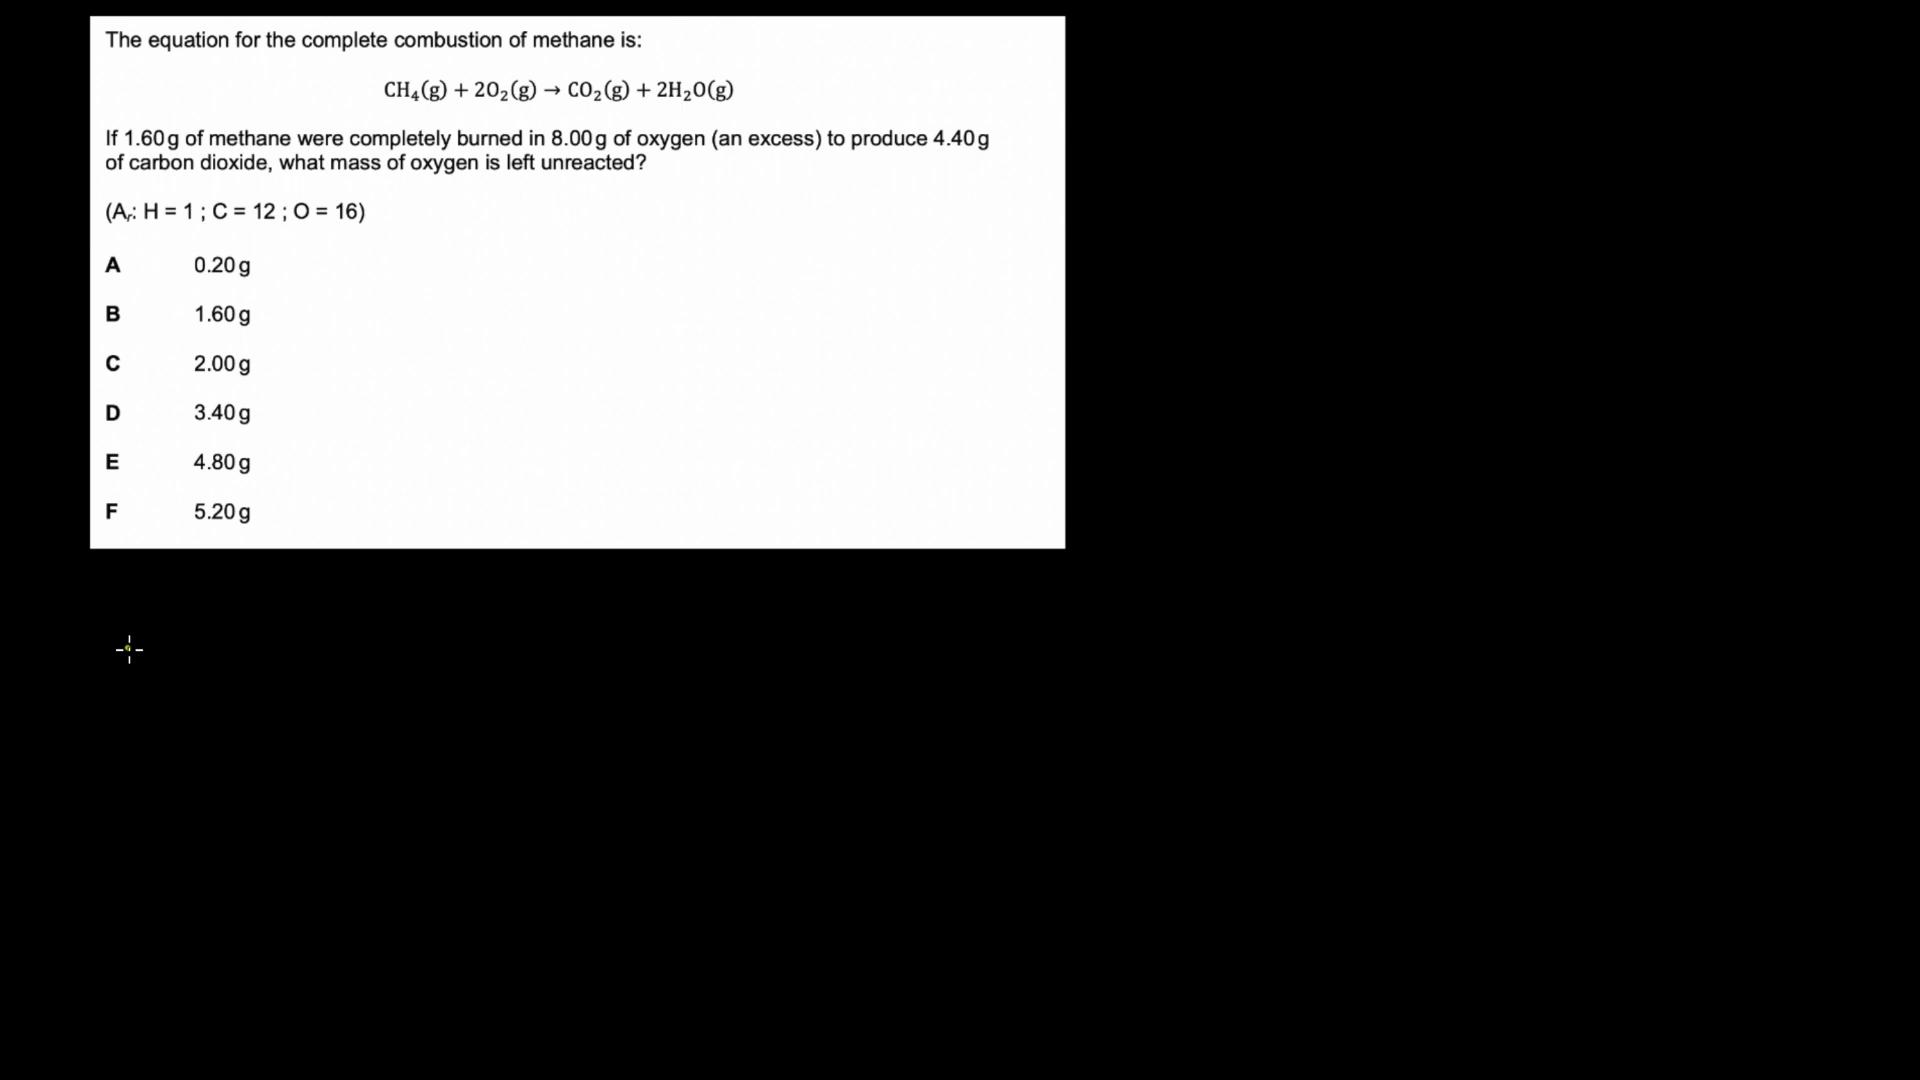 The equation for the complete combustion of methane is:
CH₄(g) + 2O₂(g) → CO₂(g) + 2H₂O(g)
If 1.60 g of methane were completely burned in 8.00 g of oxygen (an excess) to produce 4.40 g
of carbon dioxide, what mass of oxygen is left unreacted?
(Aᵣ: H = 1 ; C = 12 ; O = 16)
A 0.20 g
B 1.60 g
C 2.00 g
D 3.40 g
E 4.80 g
F 5.20 g